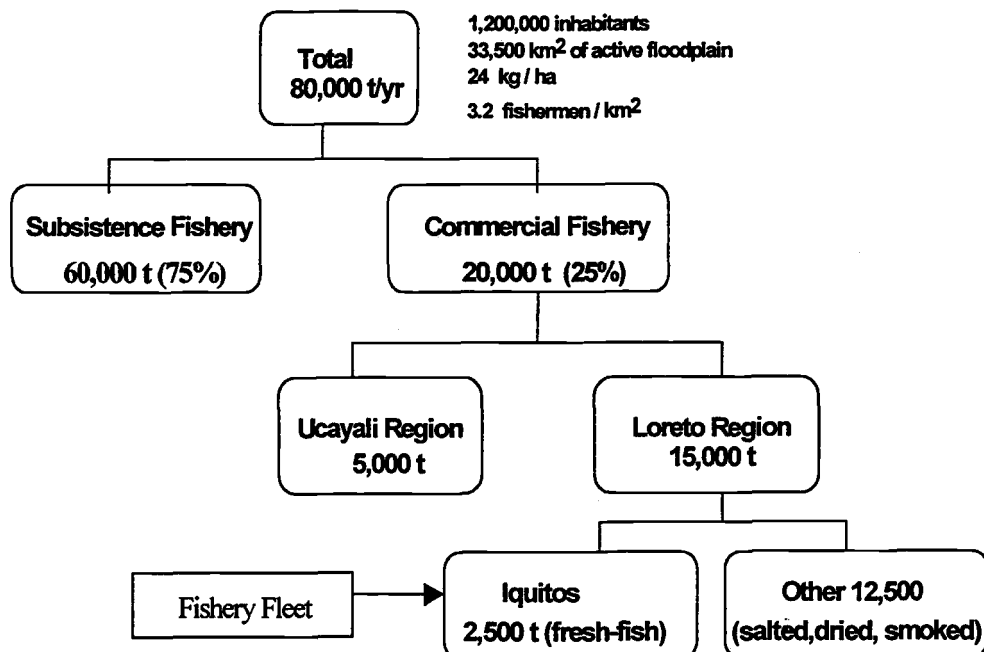 Total
80,000 t/yr
1,200,000 inhabitants
33,500 km² of active floodplain
24 kg / ha
3.2 fishermen / km²
Subsistence Fishery
60,000 t (75%)
Commercial Fishery
20,000 t (25%)
Ucayali Region
5,000 t
Loreto Region
15,000 t
Fishery Fleet
Iquitos
2,500 t (fresh-fish)
Other 12,500
(salted,dried, smoked)